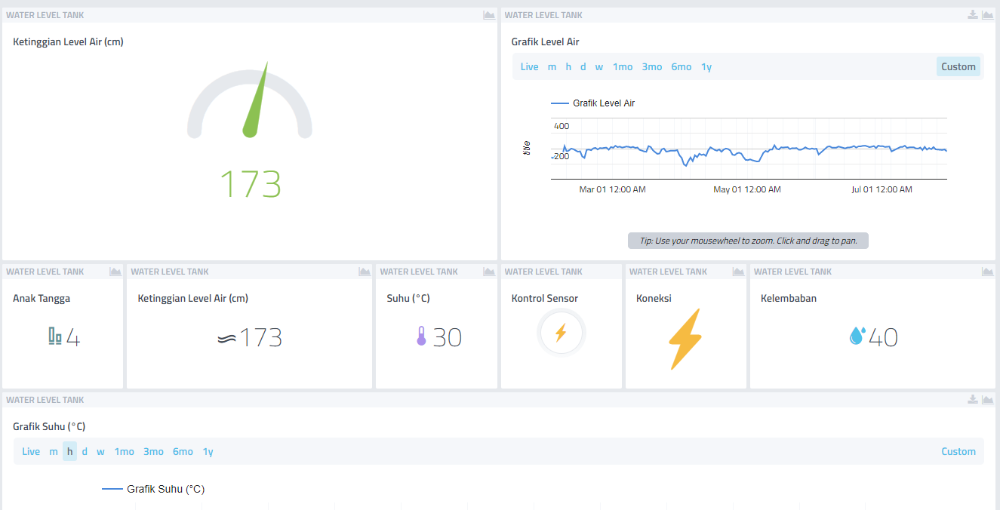 WATER LEVEL TANK
Ketinggian Level Air (cm)
173
WATER LEVEL TANK
Grafik Level Air
Live m h d w 1mo 3mo 6mo 1y Custom
Grafik Level Air
400
title
-200
Mar 01 12:00 AM May 01 12:00 AM Jul 01 12:00 AM
Tip: Use your mousewheel to zoom. Click and drag to pan.
WATER LEVEL TANK
Anak Tangga
4
WATER LEVEL TANK
Ketinggian Level Air (cm)
173
WATER LEVEL TANK
Suhu (°C)
30
WATER LEVEL TANK
Kontrol Sensor
WATER LEVEL TANK
Koneksi
WATER LEVEL TANK
Kelembaban
40
WATER LEVEL TANK
Grafik Suhu (°C)
Live m h d w 1mo 3mo 6mo 1y Custom
Grafik Suhu (°C)